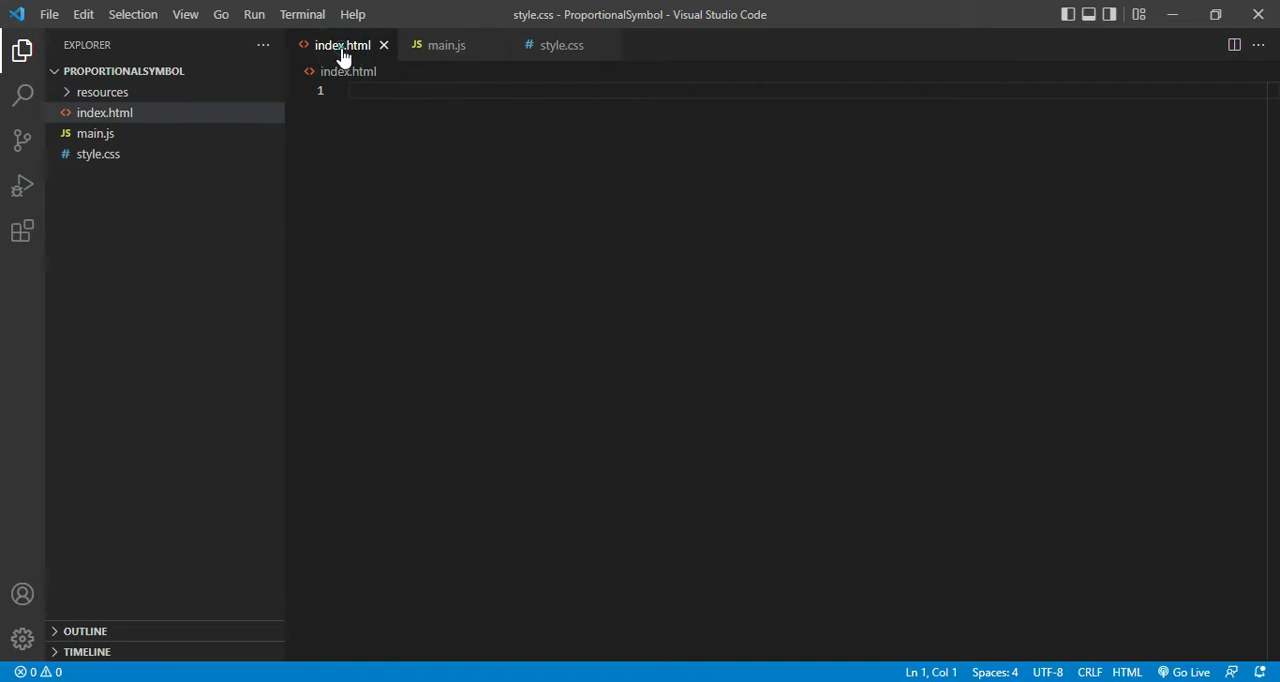 File Edit Selection View Go Run Terminal Help
style.css - ProportionalSymbol - Visual Studio Code
EXPLORER
PROPORTIONALSYMBOL
resources
<> index.html
JS main.js
# style.css
OUTLINE
TIMELINE
<> index.html
JS main.js
# style.css
<> index.html
1
0 0
Ln 1, Col 1
Spaces: 4
UTF-8
CRLF
HTML
Go Live